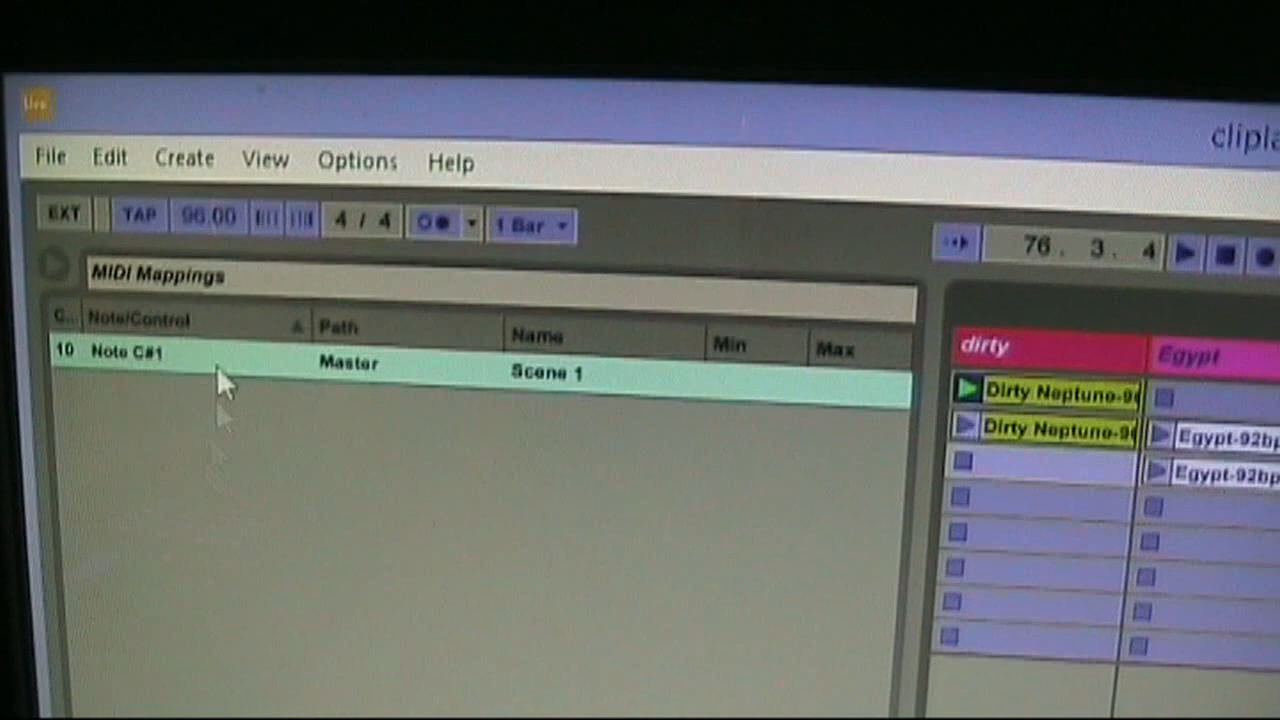 Live
clipla
File Edit Create View Options Help
EXT TAP 96.00 4 / 4 1 Bar 76. 3. 4
MIDI Mappings
C... Note/Control Path Name Min Max
10 Note C#1 Master Scene 1
dirty Egypt
Dirty Neptune-9
Dirty Neptune-9 Egypt-92bp
Egypt-92bp